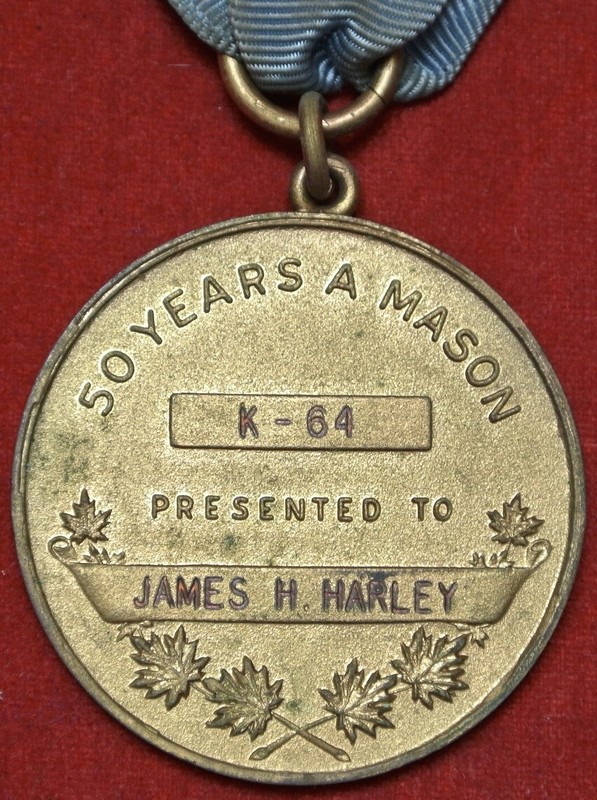 50 YEARS A MASON
K-64
PRESENTED TO
JAMES H. HARLEY